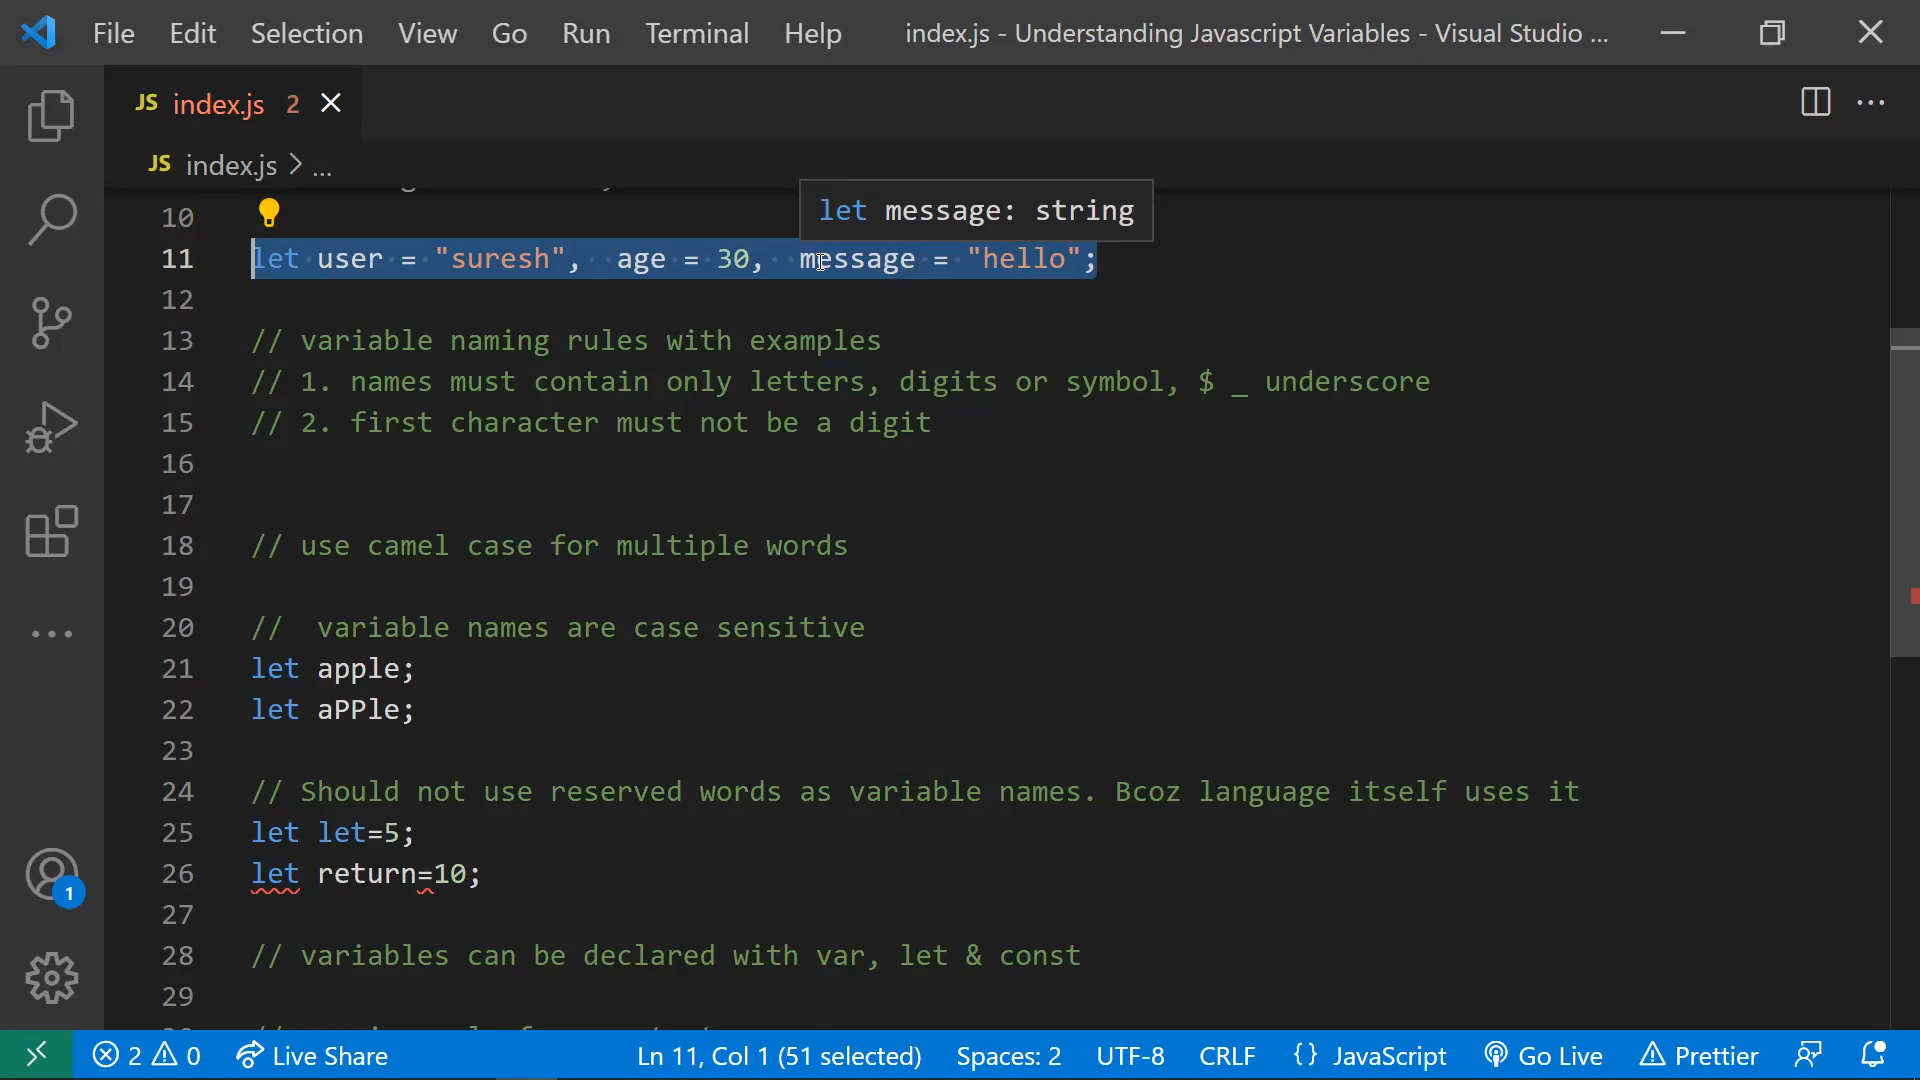 File Edit Selection View Go Run Terminal Help index.js - Understanding Javascript Variables - Visual Studio ...
JS index.js 2
JS index.js > ...
let message: string
10
11 let user = "suresh", age = 30, message = "hello";
12
13 // variable naming rules with examples
14 // 1. names must contain only letters, digits or symbol, $ _ underscore
15 // 2. first character must not be a digit
16
17
18 // use camel case for multiple words
19
20 // variable names are case sensitive
21 let apple;
22 let aPPle;
23
24 // Should not use reserved words as variable names. Bcoz language itself uses it
25 let let=5;
26 let return=10;
27
28 // variables can be declared with var, let & const
29
1
2 0 Live Share Ln 11, Col 1 (51 selected) Spaces: 2 UTF-8 CRLF {} JavaScript Go Live Prettier